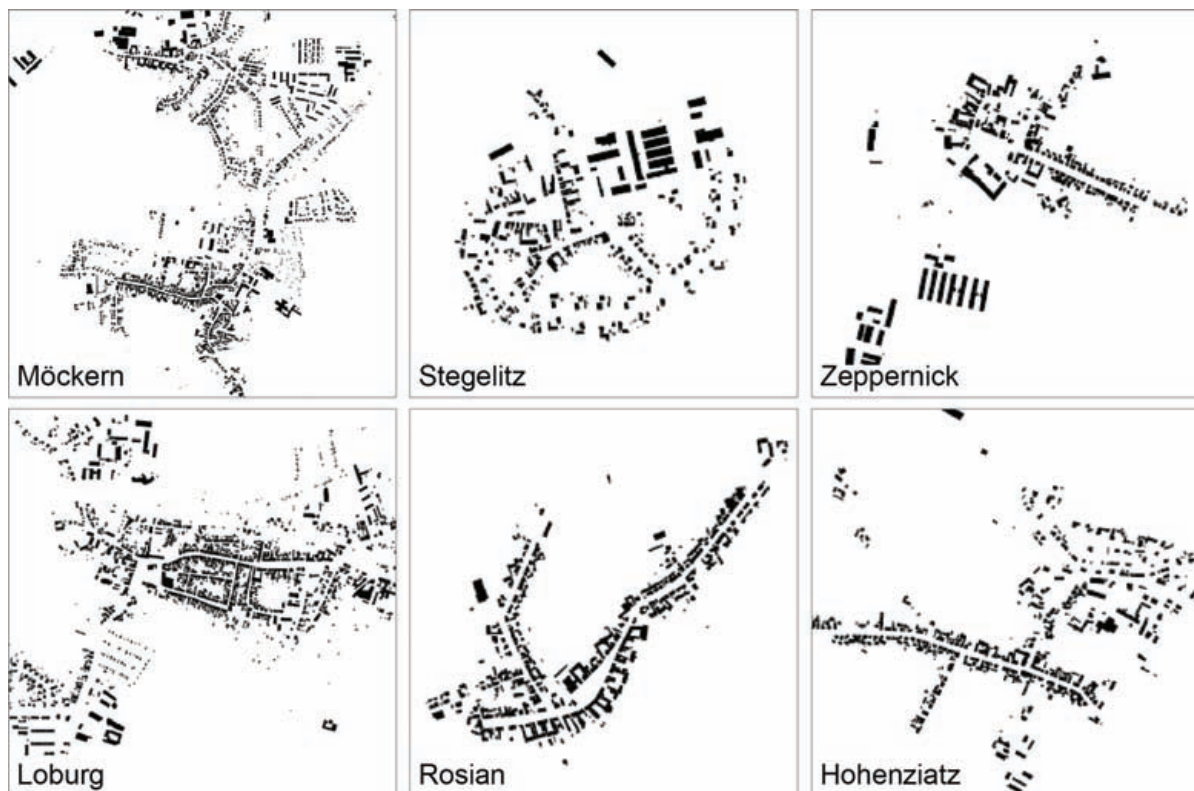 Möckern
Stegelitz
Zeppernick
Loburg
Rosian
Hohenziatz